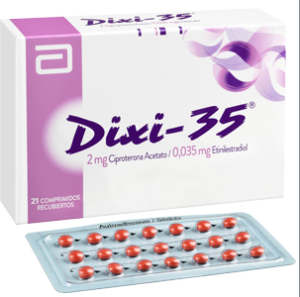 Dixi-35®
2 mg Ciproterona Acetato / 0,035 mg Etinilestradiol
21 COMPRIMIDOS
RECUBIERTOS